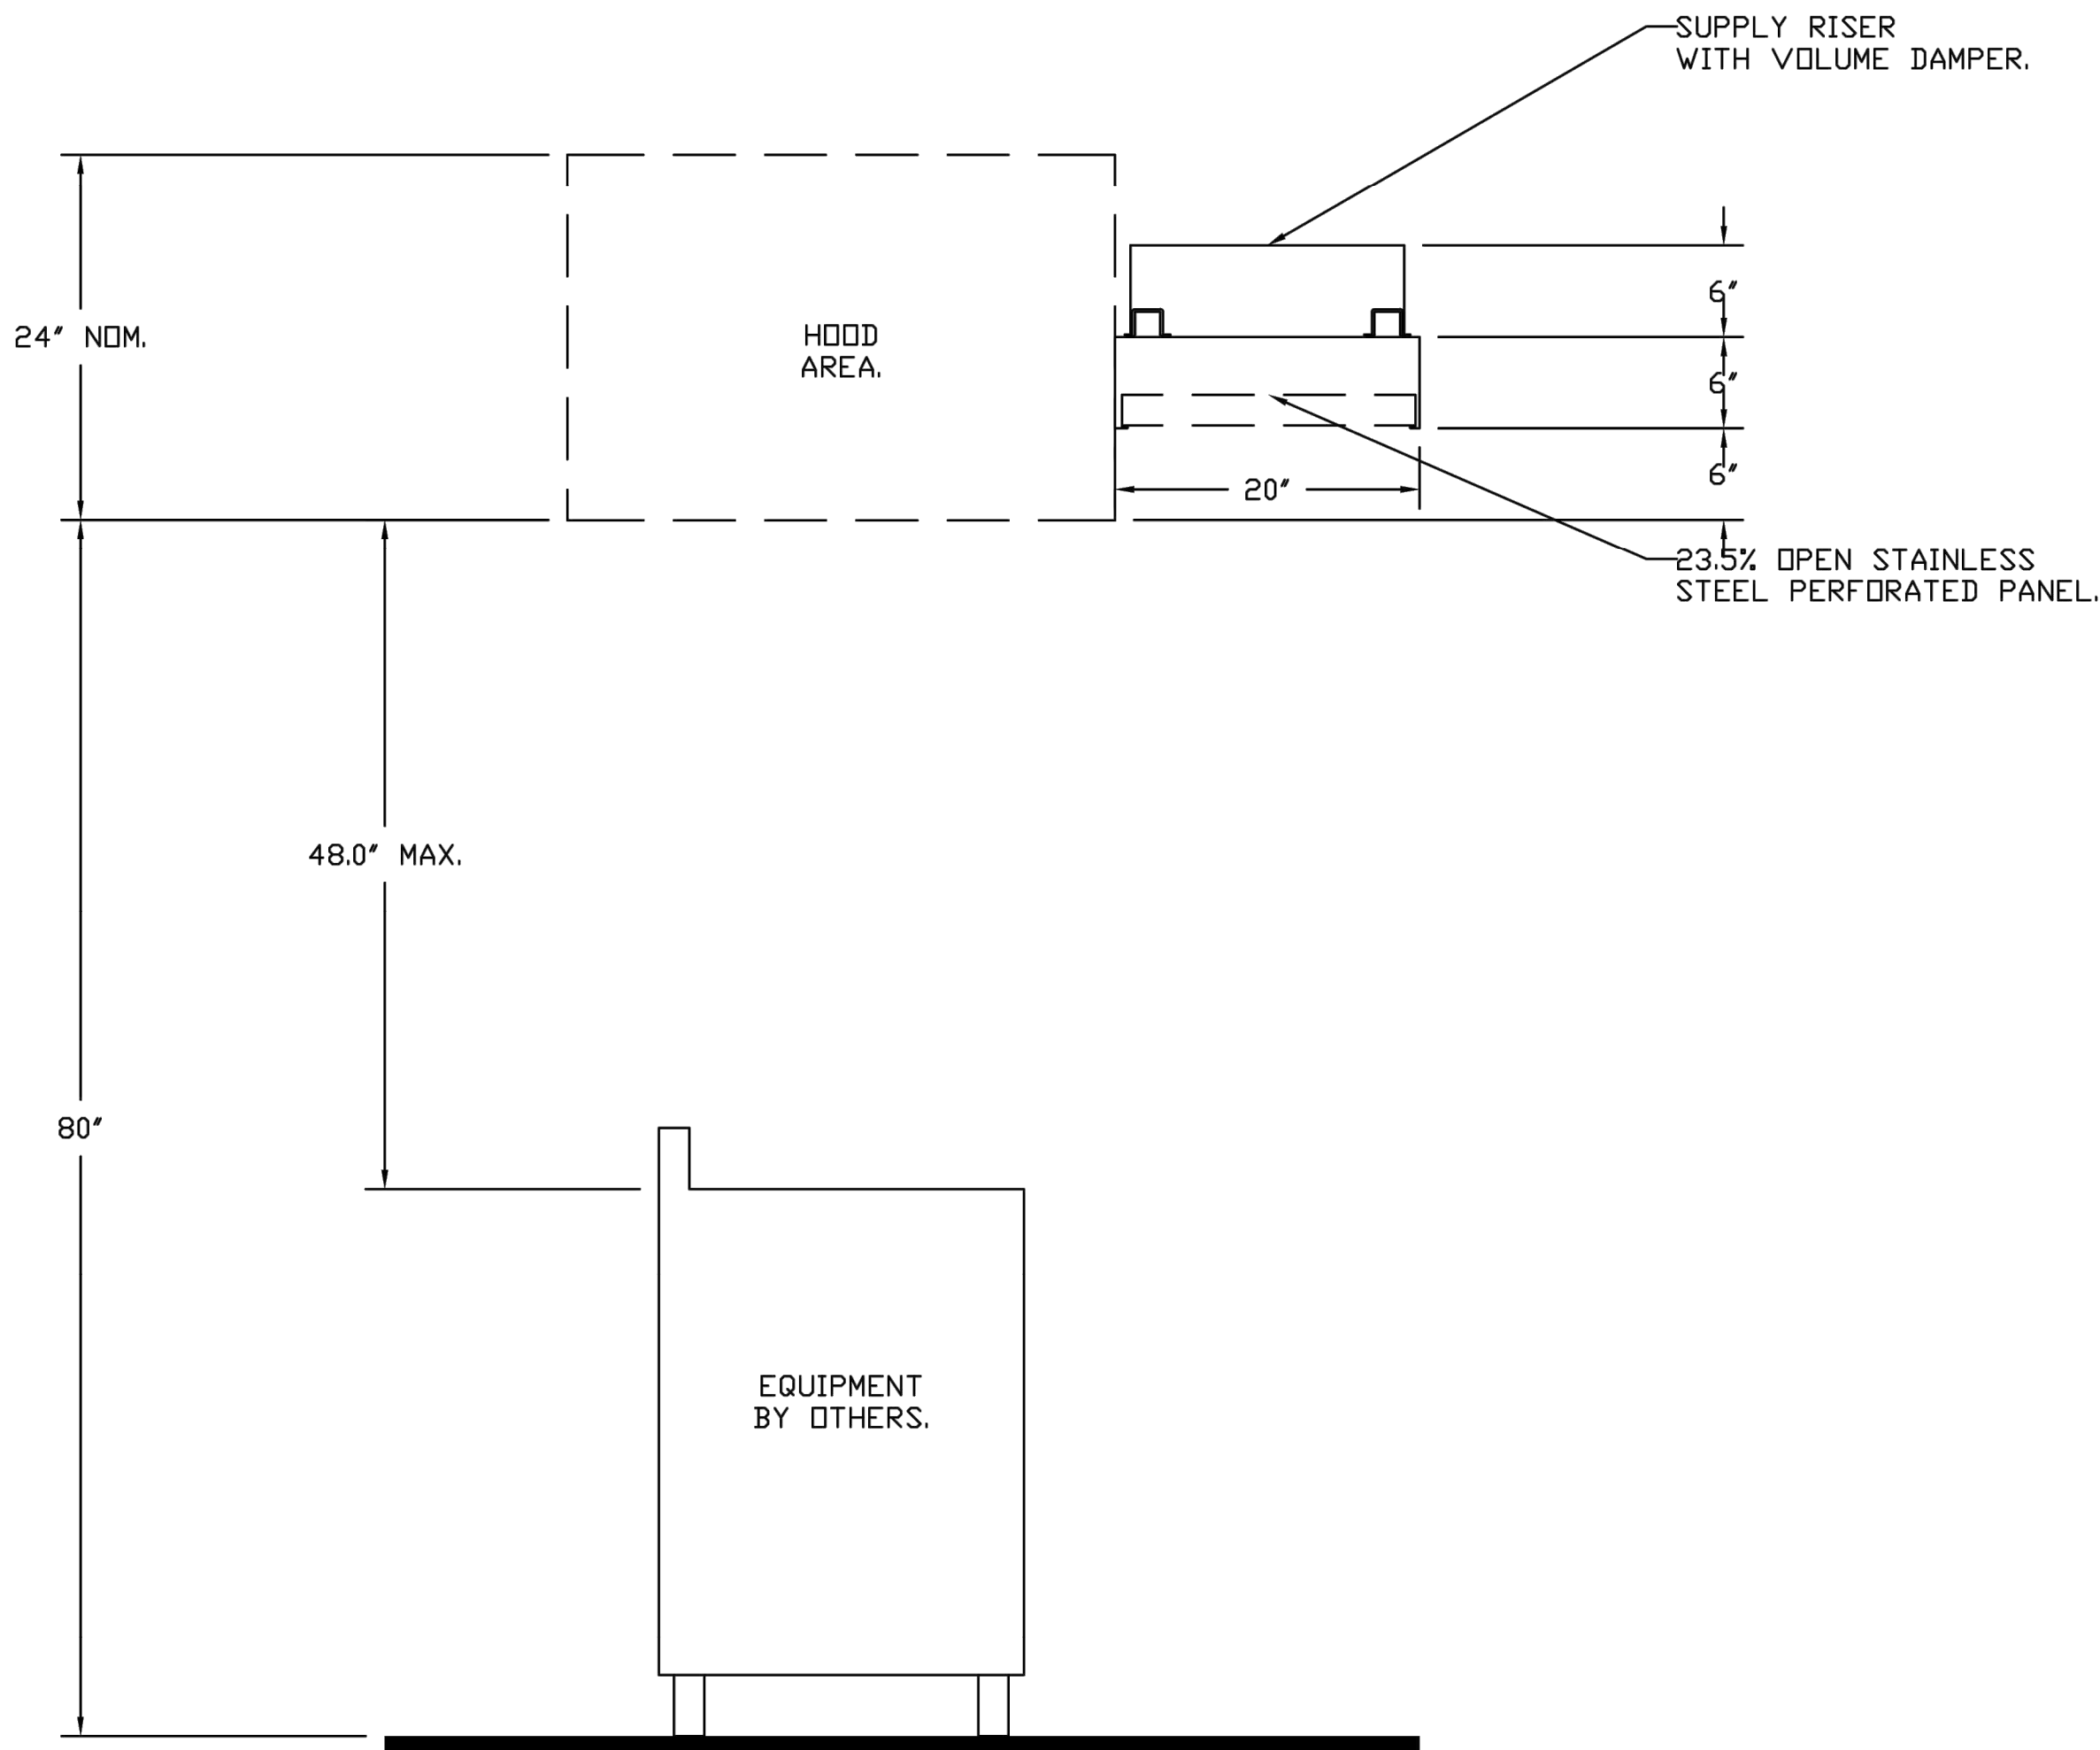 SUPPLY RISER
WITH VOLUME DAMPER.
6"
24" NOM.
HOOD
AREA.
6"
6"
20"
23.5% OPEN STAINLESS
STEEL PERFORATED PANEL.
48.0" MAX.
80"
EQUIPMENT
BY OTHERS.